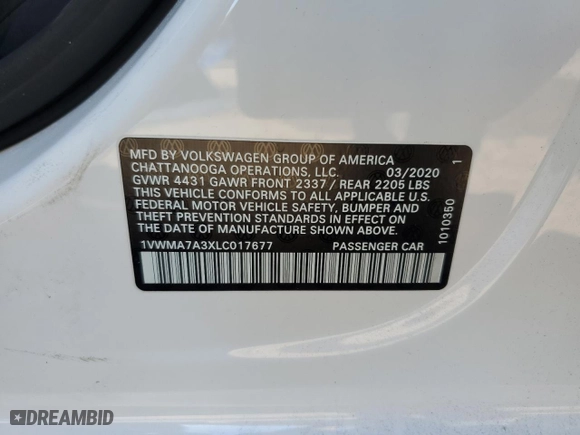 MFD BY VOLKSWAGEN GROUP OF AMERICA
CHATTANOOGA OPERATIONS, LLC. 03/2020
GVWR 4431 GAWR FRONT 2337 / REAR 2205 LBS
THIS VEHICLE CONFORMS TO ALL APPLICABLE U.S.
FEDERAL MOTOR VEHICLE SAFETY, BUMPER AND
THEFT PREVENTION STANDARDS IN EFFECT ON
THE DATE OF MANUFACTURE SHOWN ABOVE.
1VWMA7A3XLC017677 PASSENGER CAR
1010350 1
DREAMBID